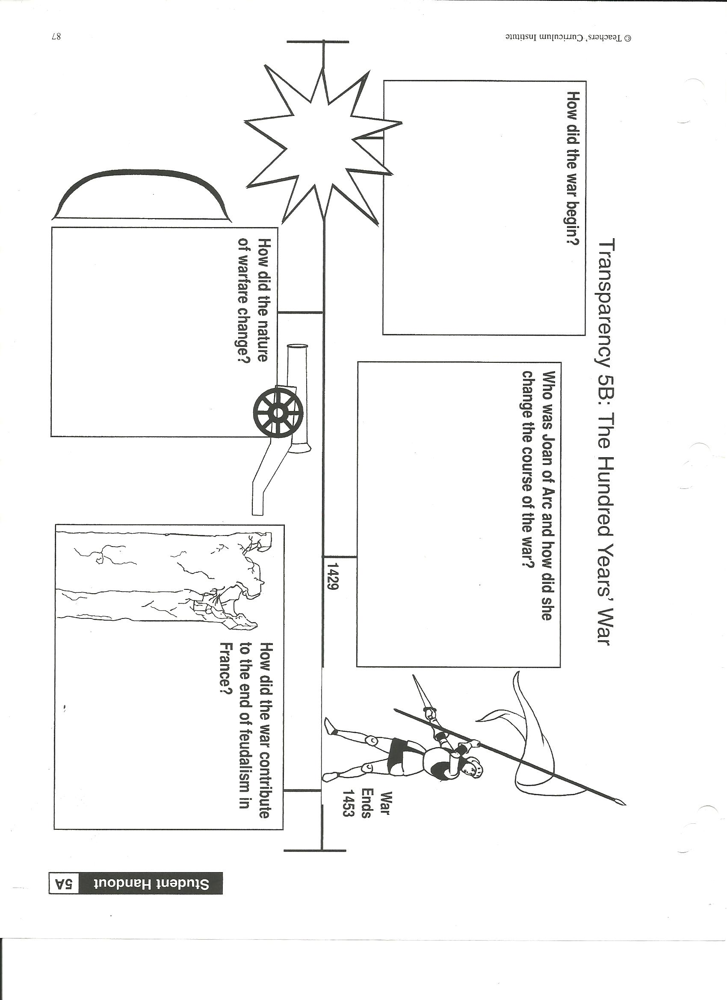 Transparency 5B: The Hundred Years' War
How did the war begin?
Who was Joan of Arc and how did she
change the course of the war?
1429
War
Ends
1453
How did the nature
of warfare change?
How did the war contribute
to the end of feudalism in
France?
© Teachers' Curriculum Institute
87
Student Handout 5A